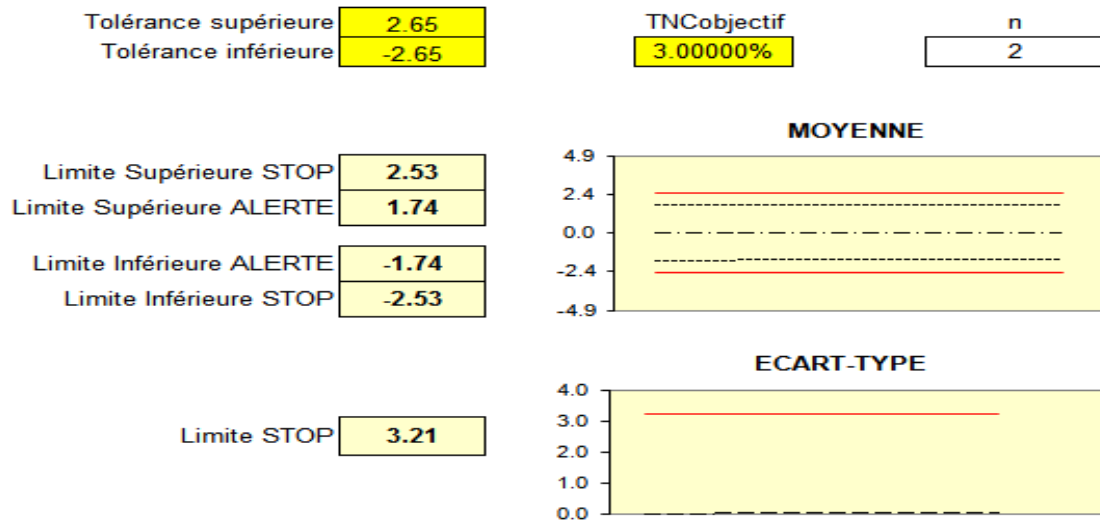 Tolérance supérieure 2.65 TNCobjectif n
Tolérance inférieure -2.65 3.00000% 2
MOYENNE
Limite Supérieure STOP 2.53
Limite Supérieure ALERTE 1.74
Limite Inférieure ALERTE -1.74
Limite Inférieure STOP -2.53
4.9
2.4
0.0
-2.4
-4.9
ECART-TYPE
Limite STOP 3.21
4.0
3.0
2.0
1.0
0.0